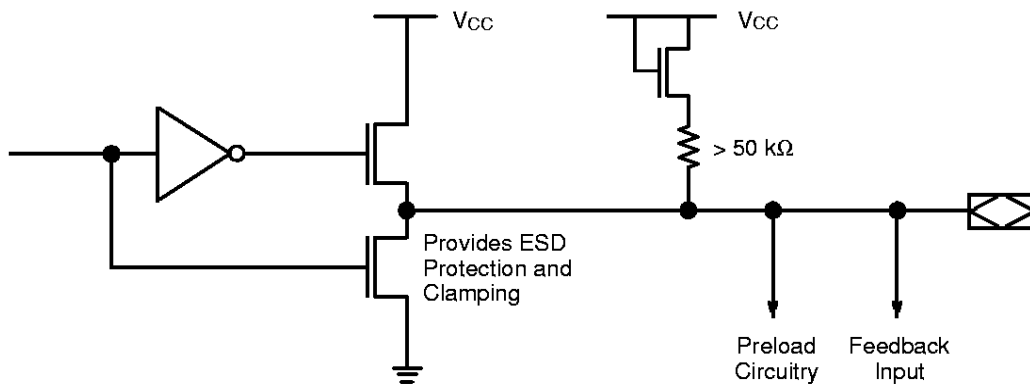 VCC
VCC
> 50 kΩ
Provides ESD
Protection and
Clamping
Preload
Circuitry
Feedback
Input